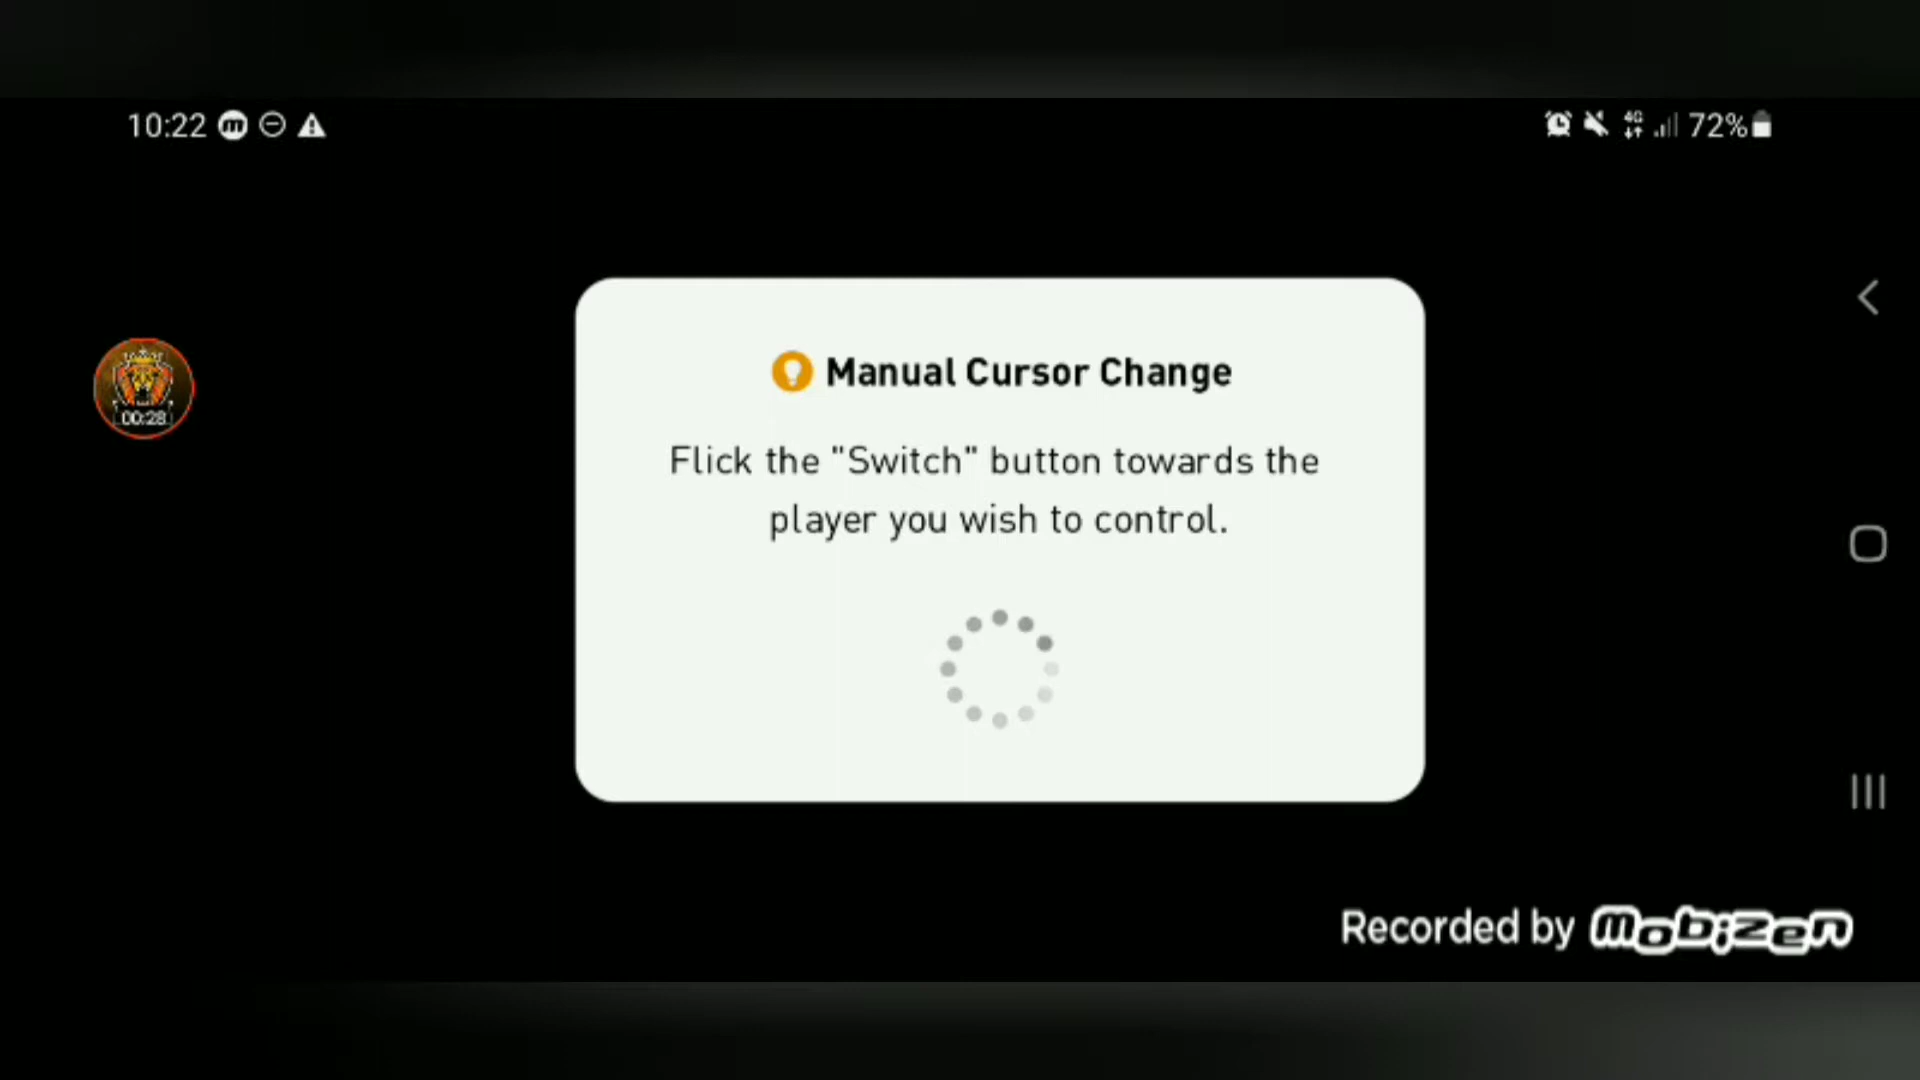 10:22
4G
72%
00:28
Manual Cursor Change
Flick the "Switch" button towards the
player you wish to control.
Recorded by mobizen